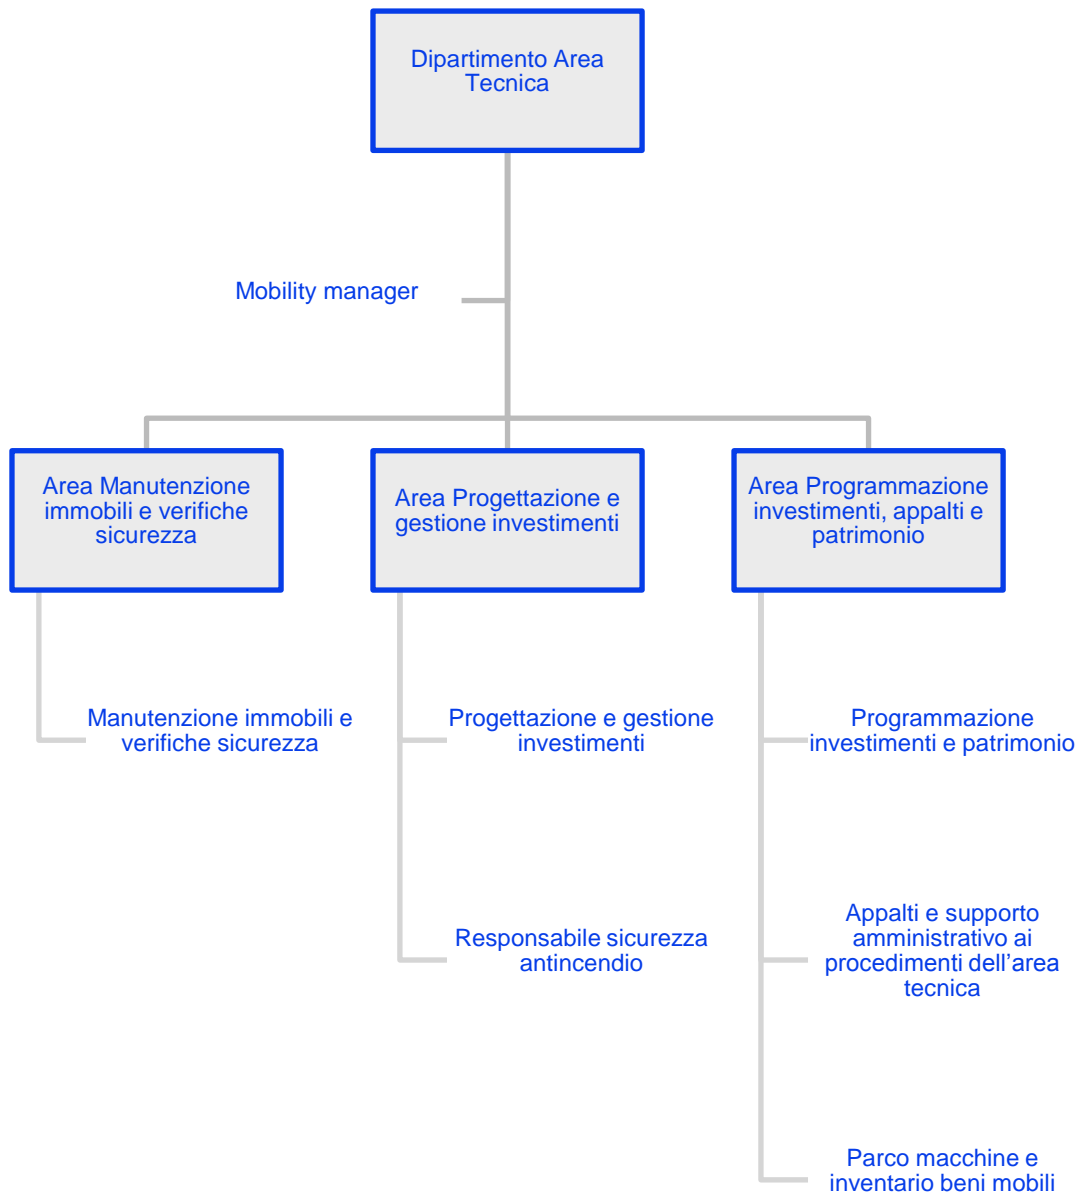 Dipartimento Area
Tecnica
Mobility manager
Area Manutenzione
immobili e verifiche
sicurezza
Area Progettazione e
gestione investimenti
Area Programmazione
investimenti, appalti e
patrimonio
Manutenzione immobili e
verifiche sicurezza
Progettazione e gestione
investimenti
Programmazione
investimenti e patrimonio
Responsabile sicurezza
antincendio
Appalti e supporto
amministrativo ai
procedimenti dell’area
tecnica
Parco macchine e
inventario beni mobili